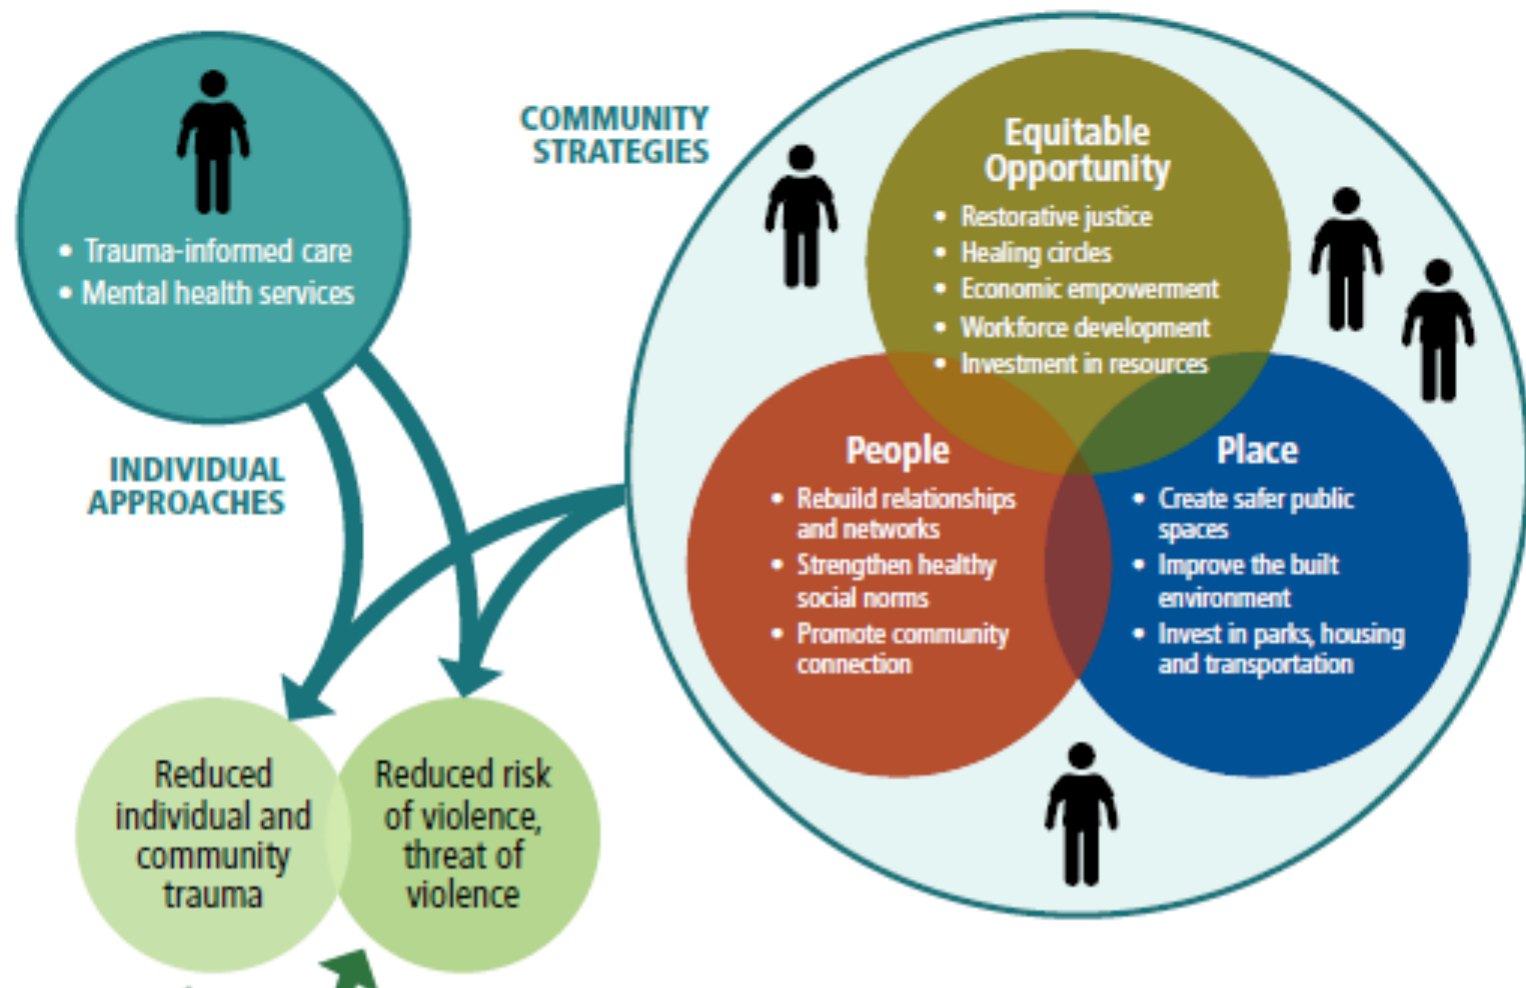 • Trauma-informed care
• Mental health services
INDIVIDUAL
APPROACHES
COMMUNITY
STRATEGIES
Equitable
Opportunity
• Restorative justice
• Healing circles
• Economic empowerment
• Workforce development
• Investment in resources
People
• Rebuild relationships
and networks
• Strengthen healthy
social norms
• Promote community
connection
Place
• Create safer public
spaces
• Improve the built
environment
• Invest in parks, housing
and transportation
Reduced
individual and
community
trauma
Reduced risk
of violence,
threat of
violence